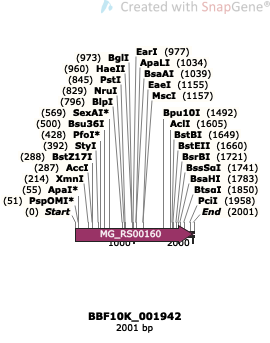 Created with SnapGene®
EarI (977)
(973) BglI
ApaLI (1034)
(960) HaeII
BsaAI (1039)
(845) PstI
EaeI (1155)
(829) NruI
MscI (1157)
(796) BlpI
(569) SexAI*
Bpu10I (1492)
(500) Bsu36I
AclI (1605)
(428) PfoI*
BstBI (1649)
(392) StyI
BstEII (1660)
(288) BstZ17I
BsrBI (1721)
(287) AccI
BssSαI (1741)
(214) XmnI
BsaHI (1783)
(55) ApaI*
BtsαI (1850)
(51) PspOMI*
PciI (1958)
(0) Start
End (2001)
MG_RS00160
1000
2000
BBF10K_001942
2001 bp